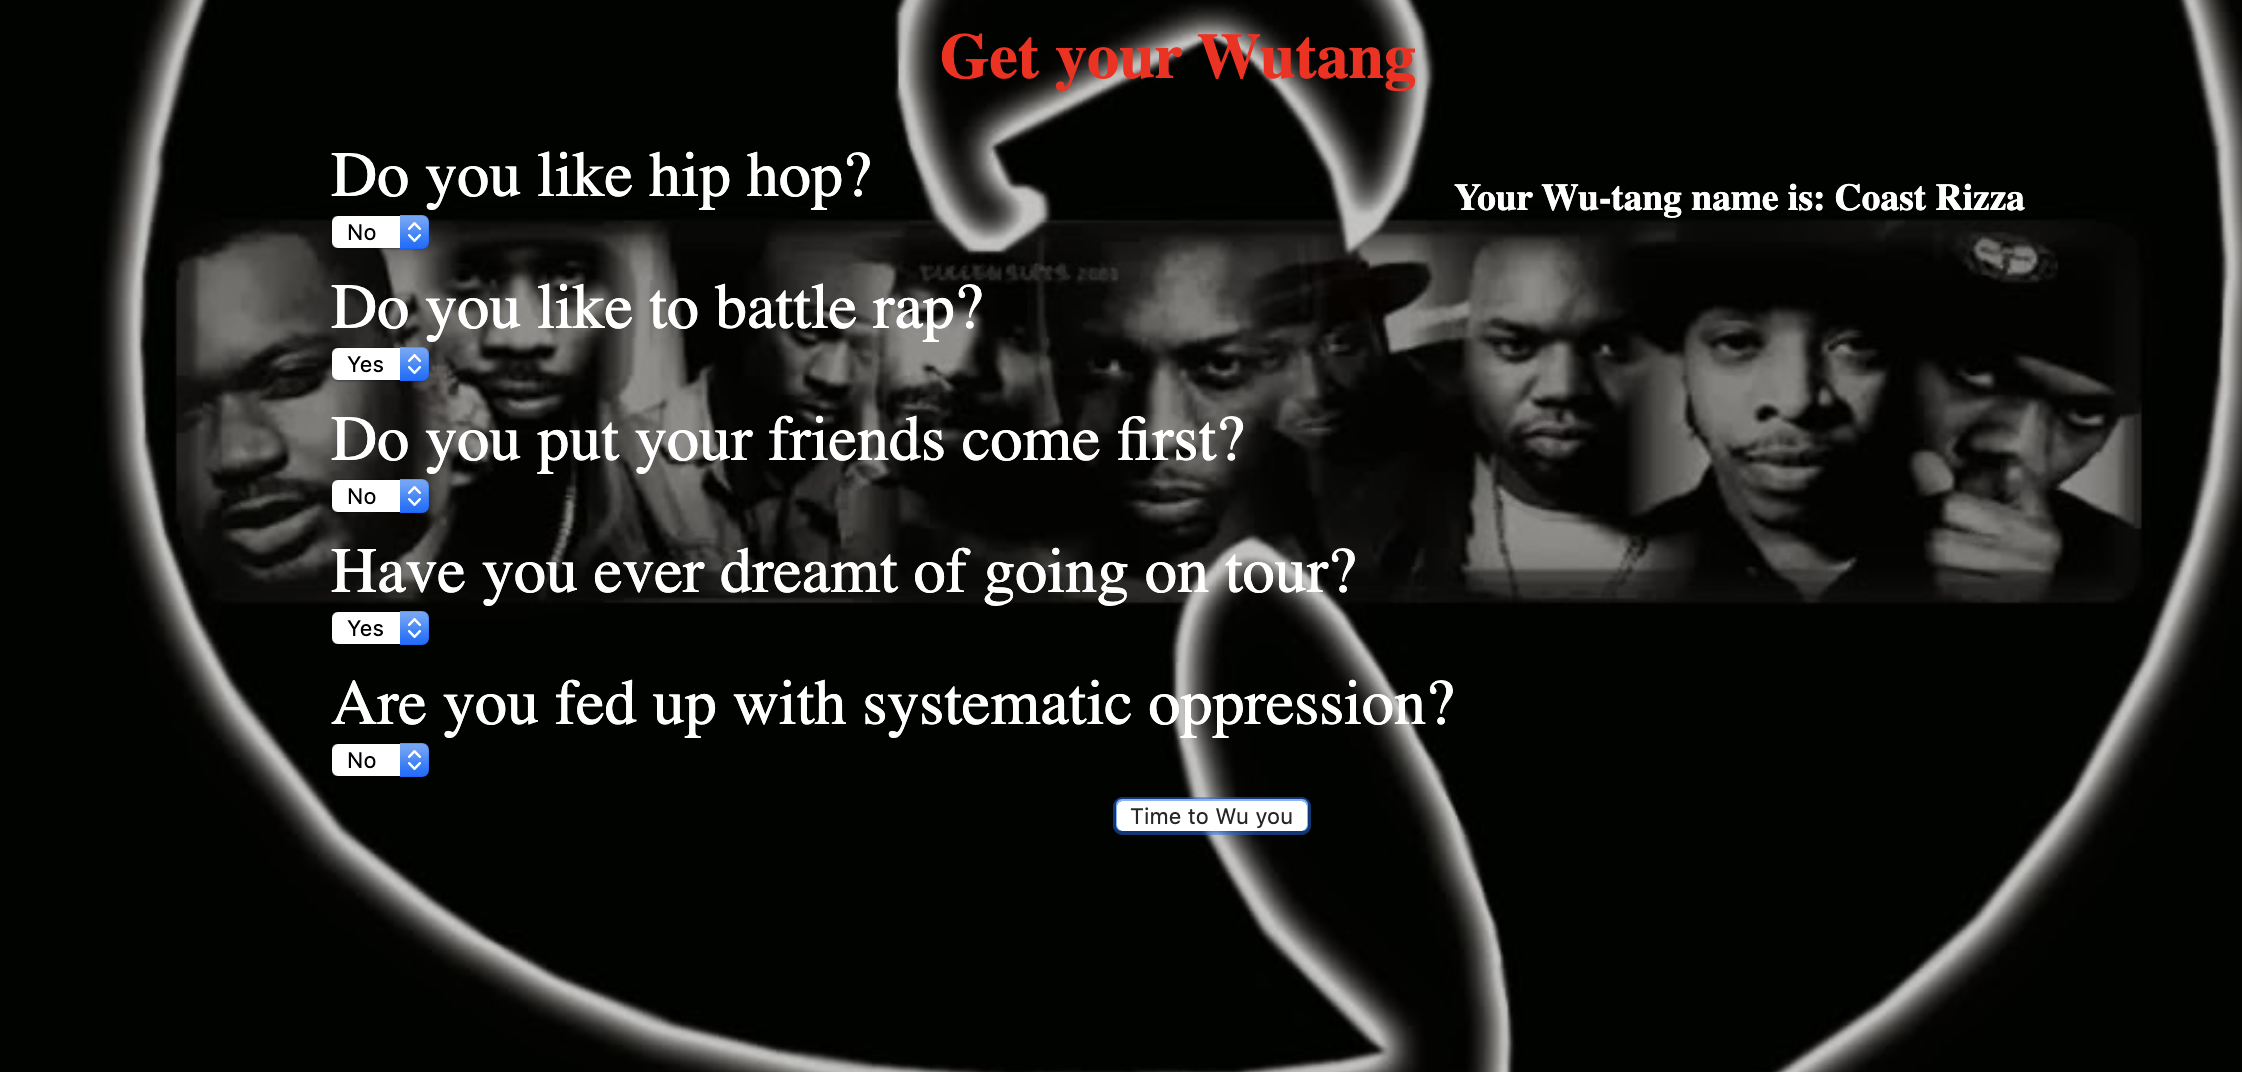 Get your Wutang
Do you like hip hop?
No
Your Wu-tang name is: Coast Rizza
Do you like to battle rap?
Yes
Do you put your friends come first?
No
Have you ever dreamt of going on tour?
Yes
Are you fed up with systematic oppression?
No
Time to Wu you